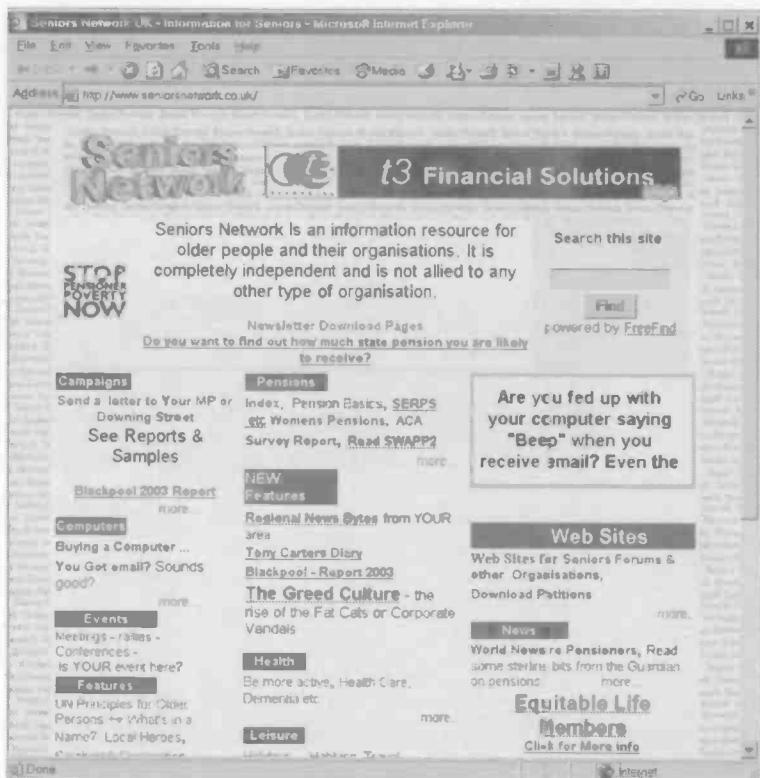 Seniors Network UK - Information for Seniors - Microsoft Internet Explorer
File Edit View Favorites Tools Help
Search Favorites Media
Address http://www.seniorsnetwork.co.uk/ Go Links
Seniors
Network
t3
t3 Financial Solutions
Seniors Network is an information resource for
older people and their organisations. It is
completely independent and is not allied to any
other type of organisation.
STOP
PENSIONER
POVERTY
NOW
Search this site
Find
powered by FreeFind
Newsletter Download Pages
Do you want to find out how much state pension you are likely
to receive?
Campaigns
Send a letter to Your MP or
Downing Street
See Reports &
Samples
Blackpool 2003 Report
more...
Computers
Buying a Computer ...
You Got email? Sounds
good?
more...
Events
Meetings - rallies -
Conferences -
is YOUR event here?
Features
UN Principles for Older
Persons What's in a
Name? Local Heroes,
Pensions
Index, Pension Basics, SERPS
etc Womens Pensions, ACA
Survey Report, Read SWAPP2
more...
NEW
Features
Regional News Bytes from YOUR
area
Tony Carters Diary
Blackpool - Report 2003
The Greed Culture - the
rise of the Fat Cats or Corporate
Vandals
Health
Be more active, Health Care,
Dementia etc
more...
Leisure
Travel
Are you fed up with
your computer saying
"Beep" when you
receive email? Even the
Web Sites
Web Sites for Seniors Forums &
other Organisations,
Download Petitions
more...
News
World News re Pensioners, Read
some sterling bits from the Guardian
on pensions more...
Equitable Life
Members
Click for More info
Done Internet